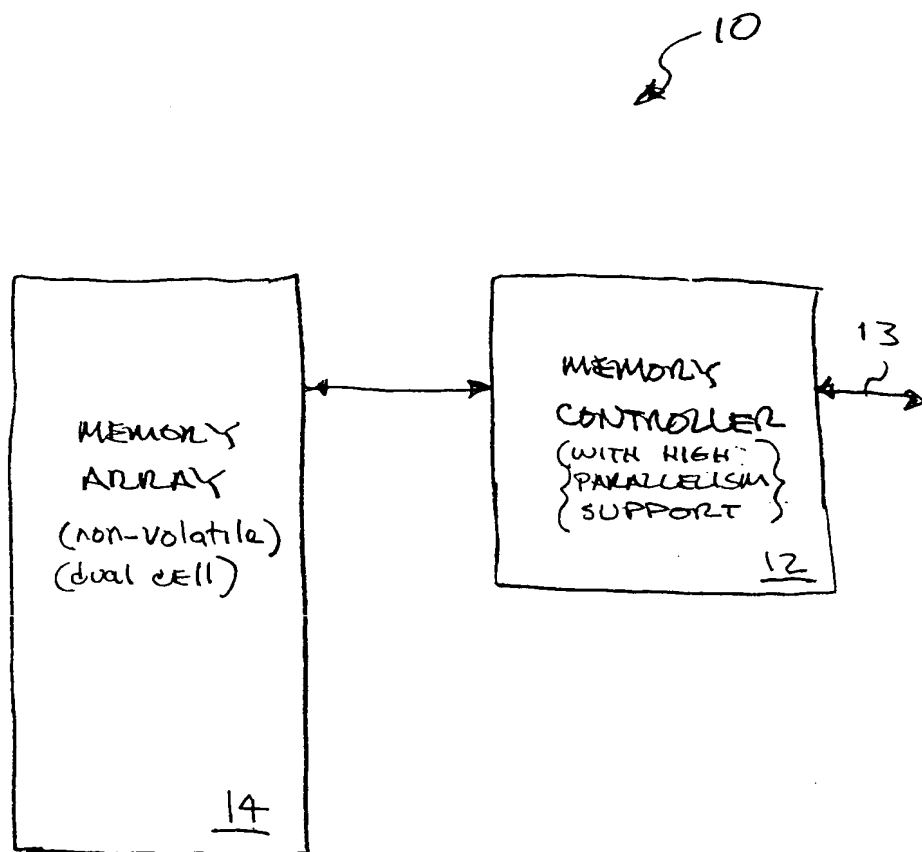 10
MEMORY
ARRAY
(non-volatile)
(dual cell)
14
MEMORY
CONTROLLER
{WITH HIGH}
{PARALLELISM}
{SUPPORT}
12
13